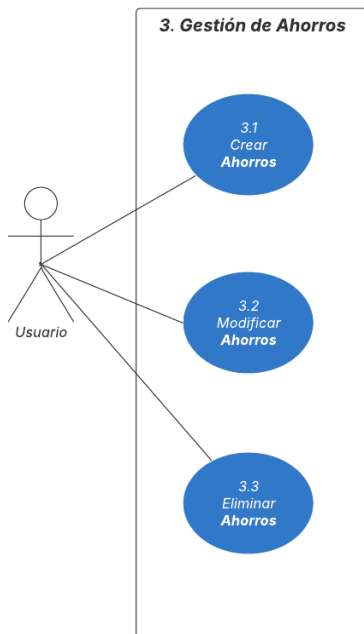 3. Gestión de Ahorros
3.1
Crear
Ahorros
Usuario
3.2
Modificar
Ahorros
3.3
Eliminar
Ahorros